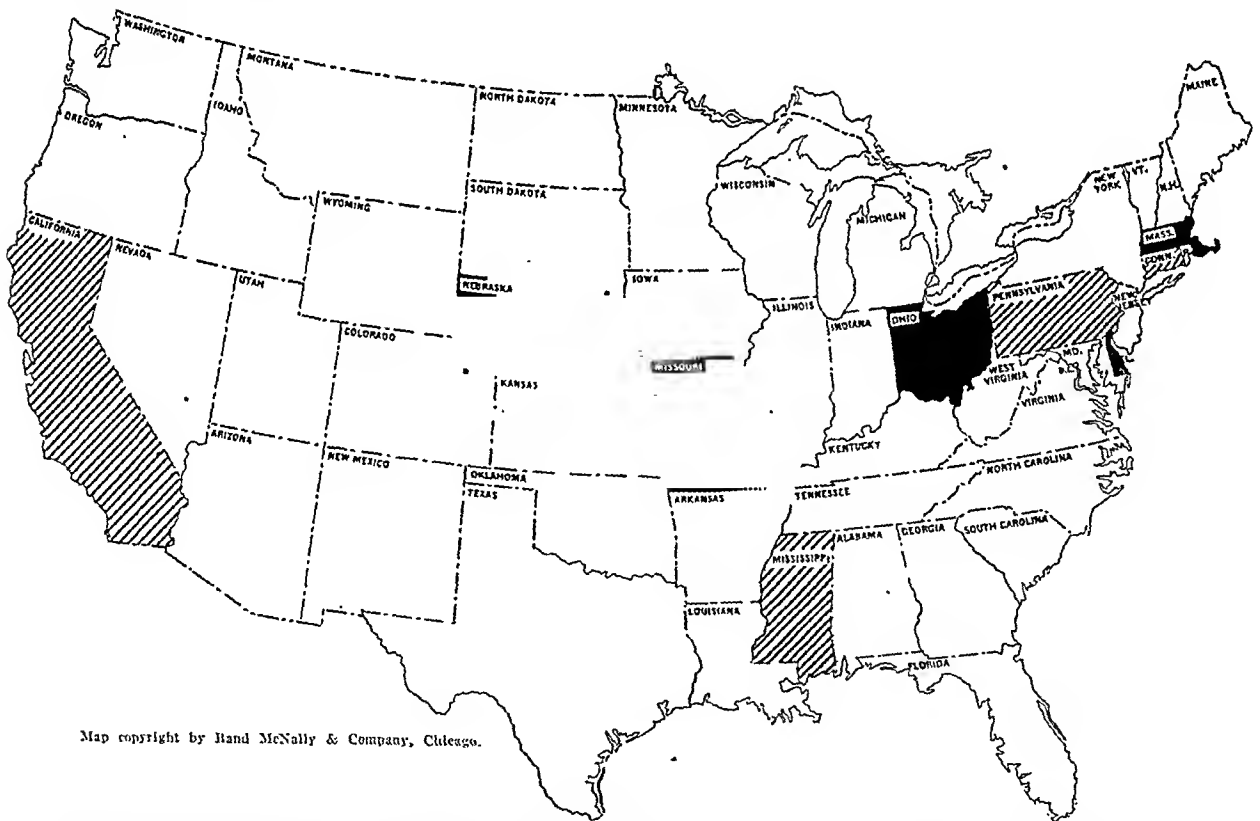 WASHINGTON
MONTANA
NORTH DAKOTA
MINNESOTA
MAINE
IDAHO
OREGON
VT.
NEW
YORK
N.H.
WISCONSIN
SOUTH DAKOTA
WYOMING
MICHIGAN
CALIFORNIA
NEVADA
MASS.
CONN.
R.I.
UTAH
NEBRASKA
IOWA
PENNSYLVANIA
ILLINOIS
NEW
JERS.
INDIANA
OHIO
COLORADO
MD.
D.C.
MISSOURI
WEST
VIRGINIA
KANSAS
VIRGINIA
ARIZONA
KENTUCKY
NEW MEXICO
NORTH CAROLINA
OKLAHOMA
TEXAS
ARKANSAS
TENNESSEE
ALABAMA
GEORGIA
SOUTH CAROLINA
MISSISSIPPI
LOUISIANA
FLORIDA
Map copyright by Rand McNally & Company, Chicago.